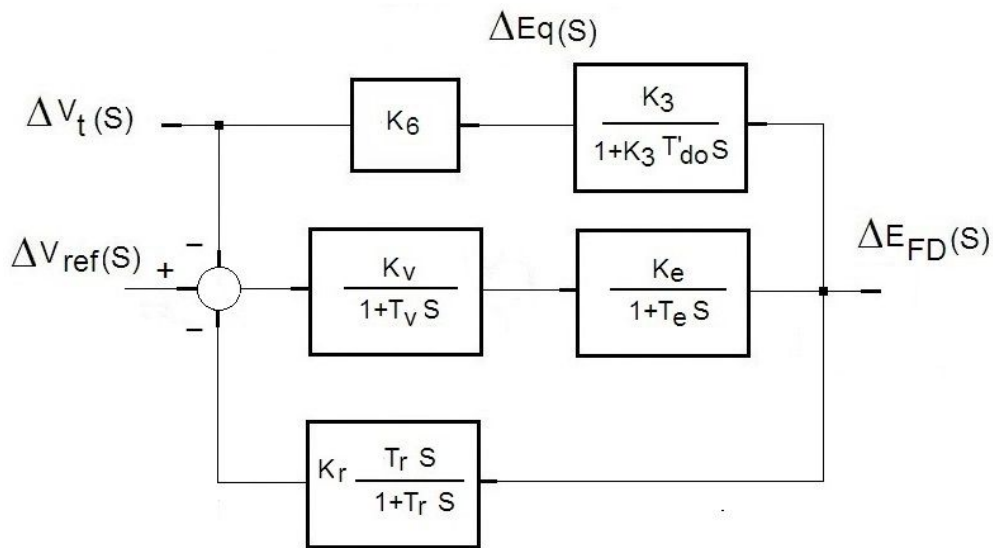 ΔEq(S)
ΔVt(S)
K6
K3
1+K3 T'do S
ΔVref(S)
+
−
−
Kv
1+Tv S
Ke
1+Te S
ΔEFD(S)
Kr Tr S
1+Tr S